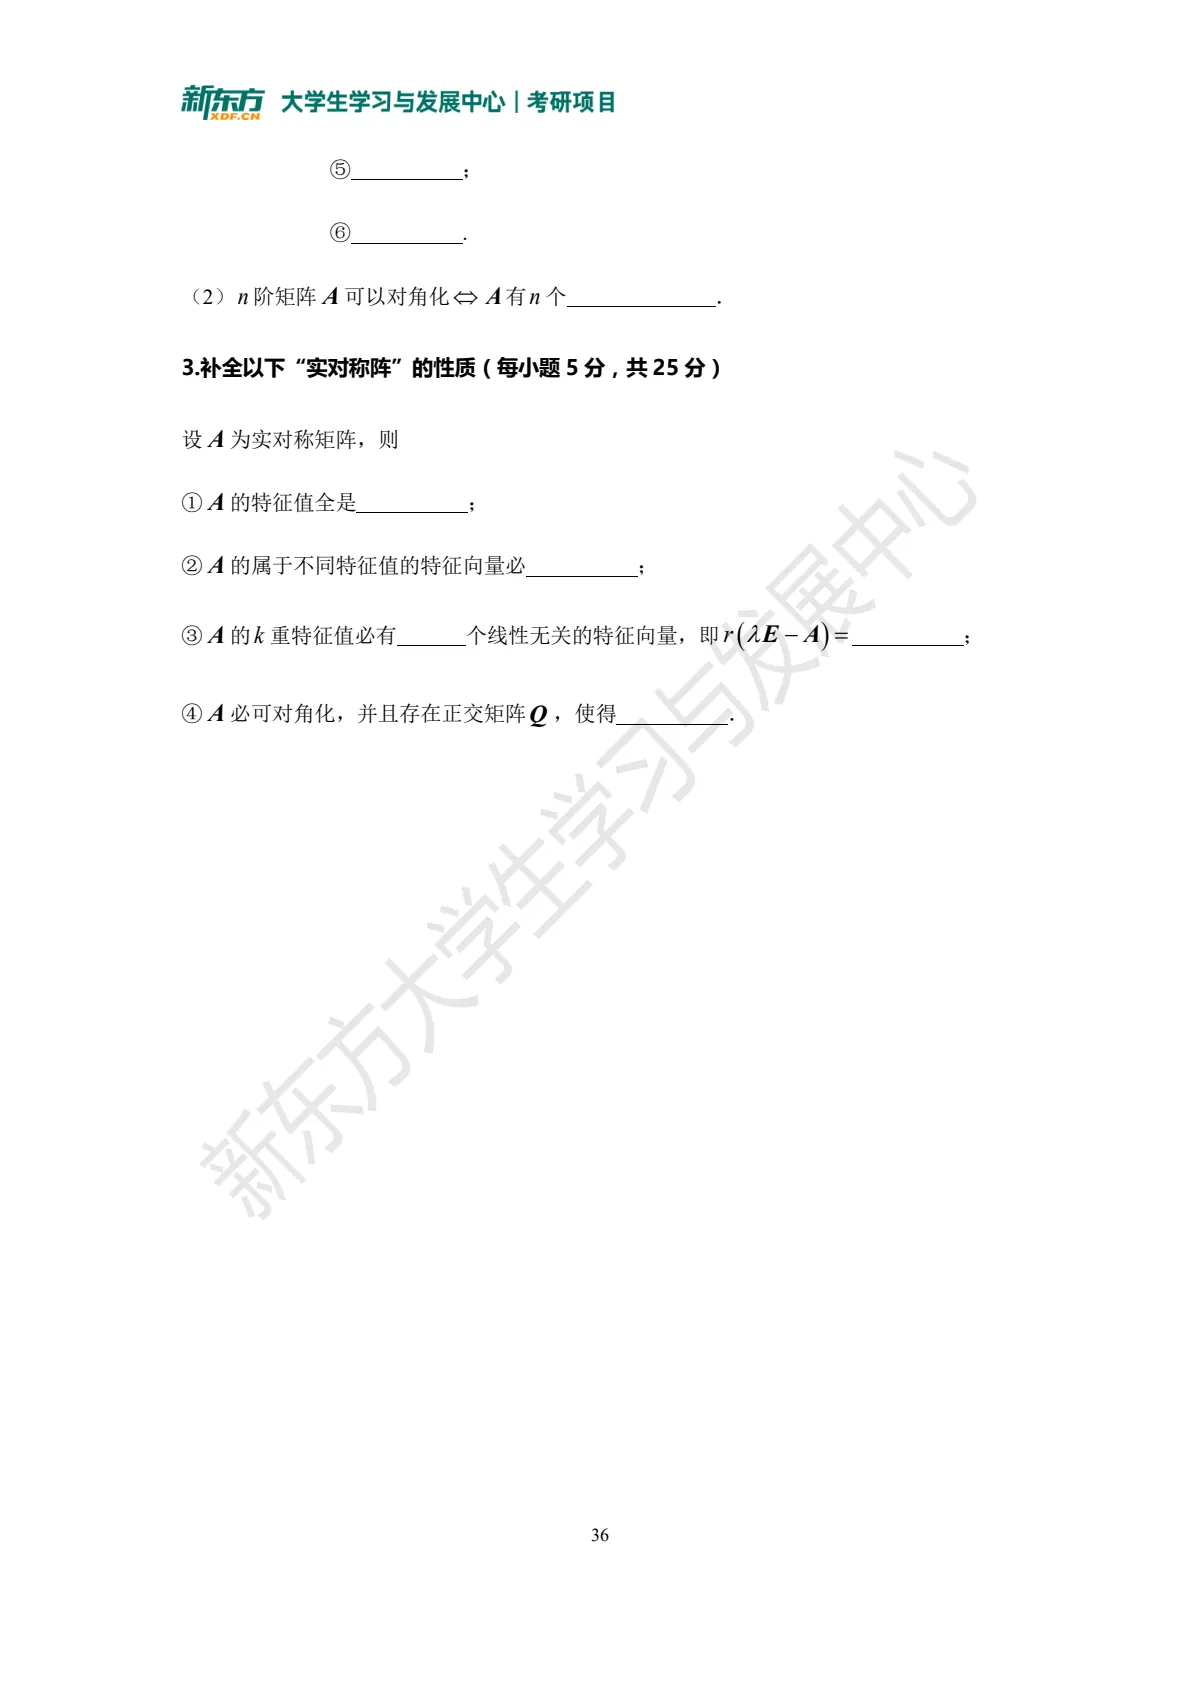 新东方 XDF.CN 大学生学习与发展中心 | 考研项目
⑤__________;
⑥__________.
（2）n阶矩阵 A 可以对角化⇔ A有n个______________.
3.补全以下“实对称阵”的性质（每小题 5 分，共 25 分）
设 A 为实对称矩阵，则
① A 的特征值全是__________;
② A 的属于不同特征值的特征向量必__________;
③ A 的k 重特征值必有______个线性无关的特征向量，即r(λE − A)=__________;
④ A 必可对角化，并且存在正交矩阵Q，使得__________.
新东方大学生学习与发展中心
36